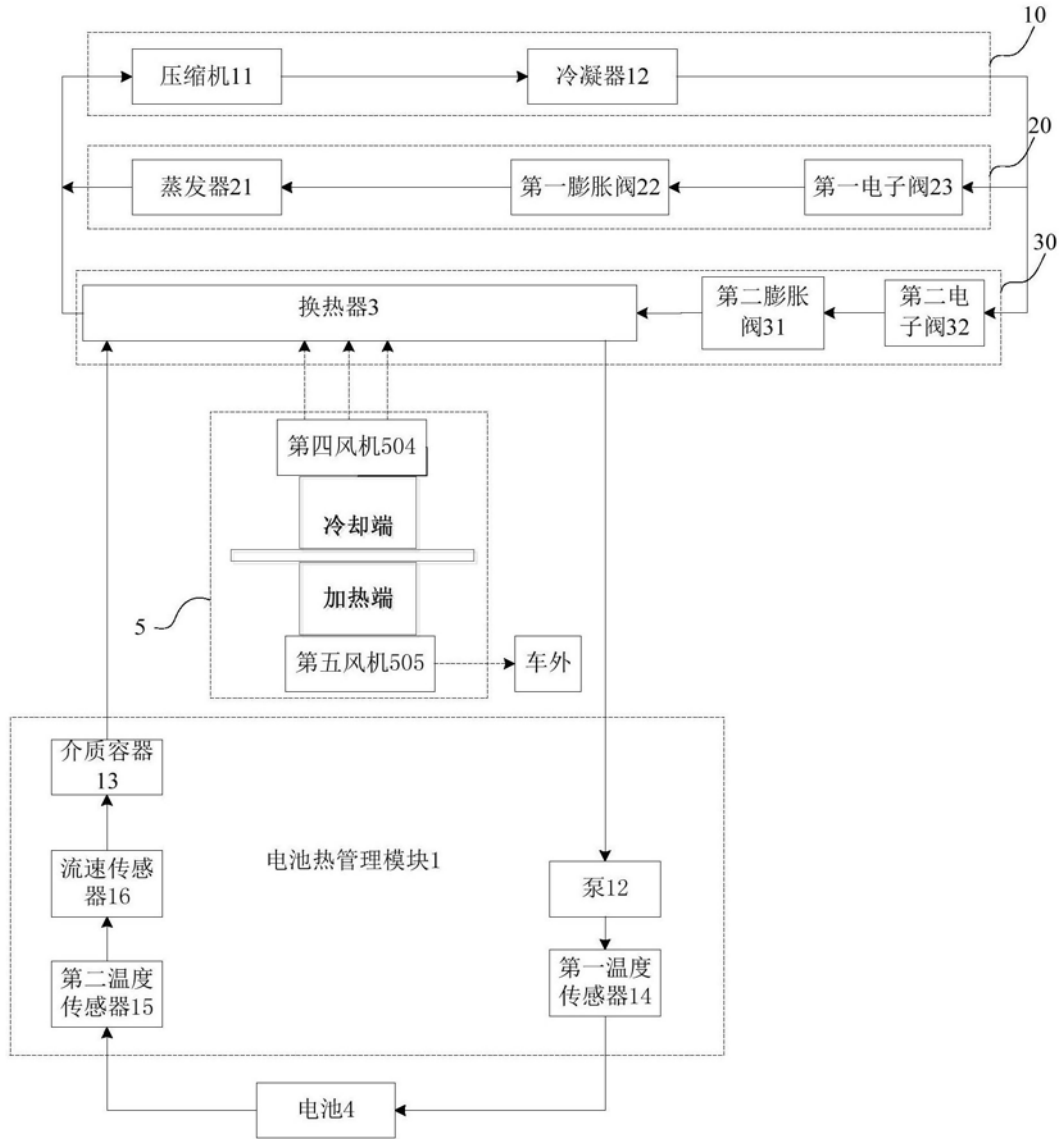 10
压缩机11
冷凝器12
20
蒸发器21
第一膨胀阀22
第一电子阀23
30
换热器3
第二膨胀
阀31
第二电
子阀32
第四风机504
冷却端
加热端
5
第五风机505
车外
介质容器
13
流速传感
器16
电池热管理模块1
泵12
第二温度
传感器15
第一温度
传感器14
电池4